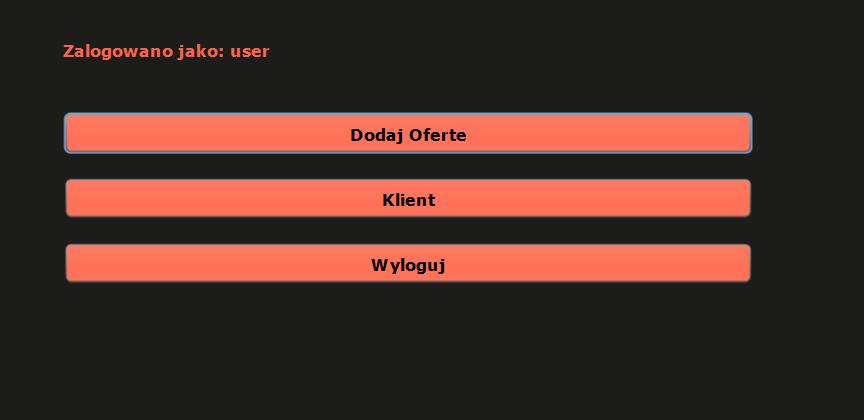 Zalogowano jako: user
Dodaj Oferte
Klient
Wyloguj